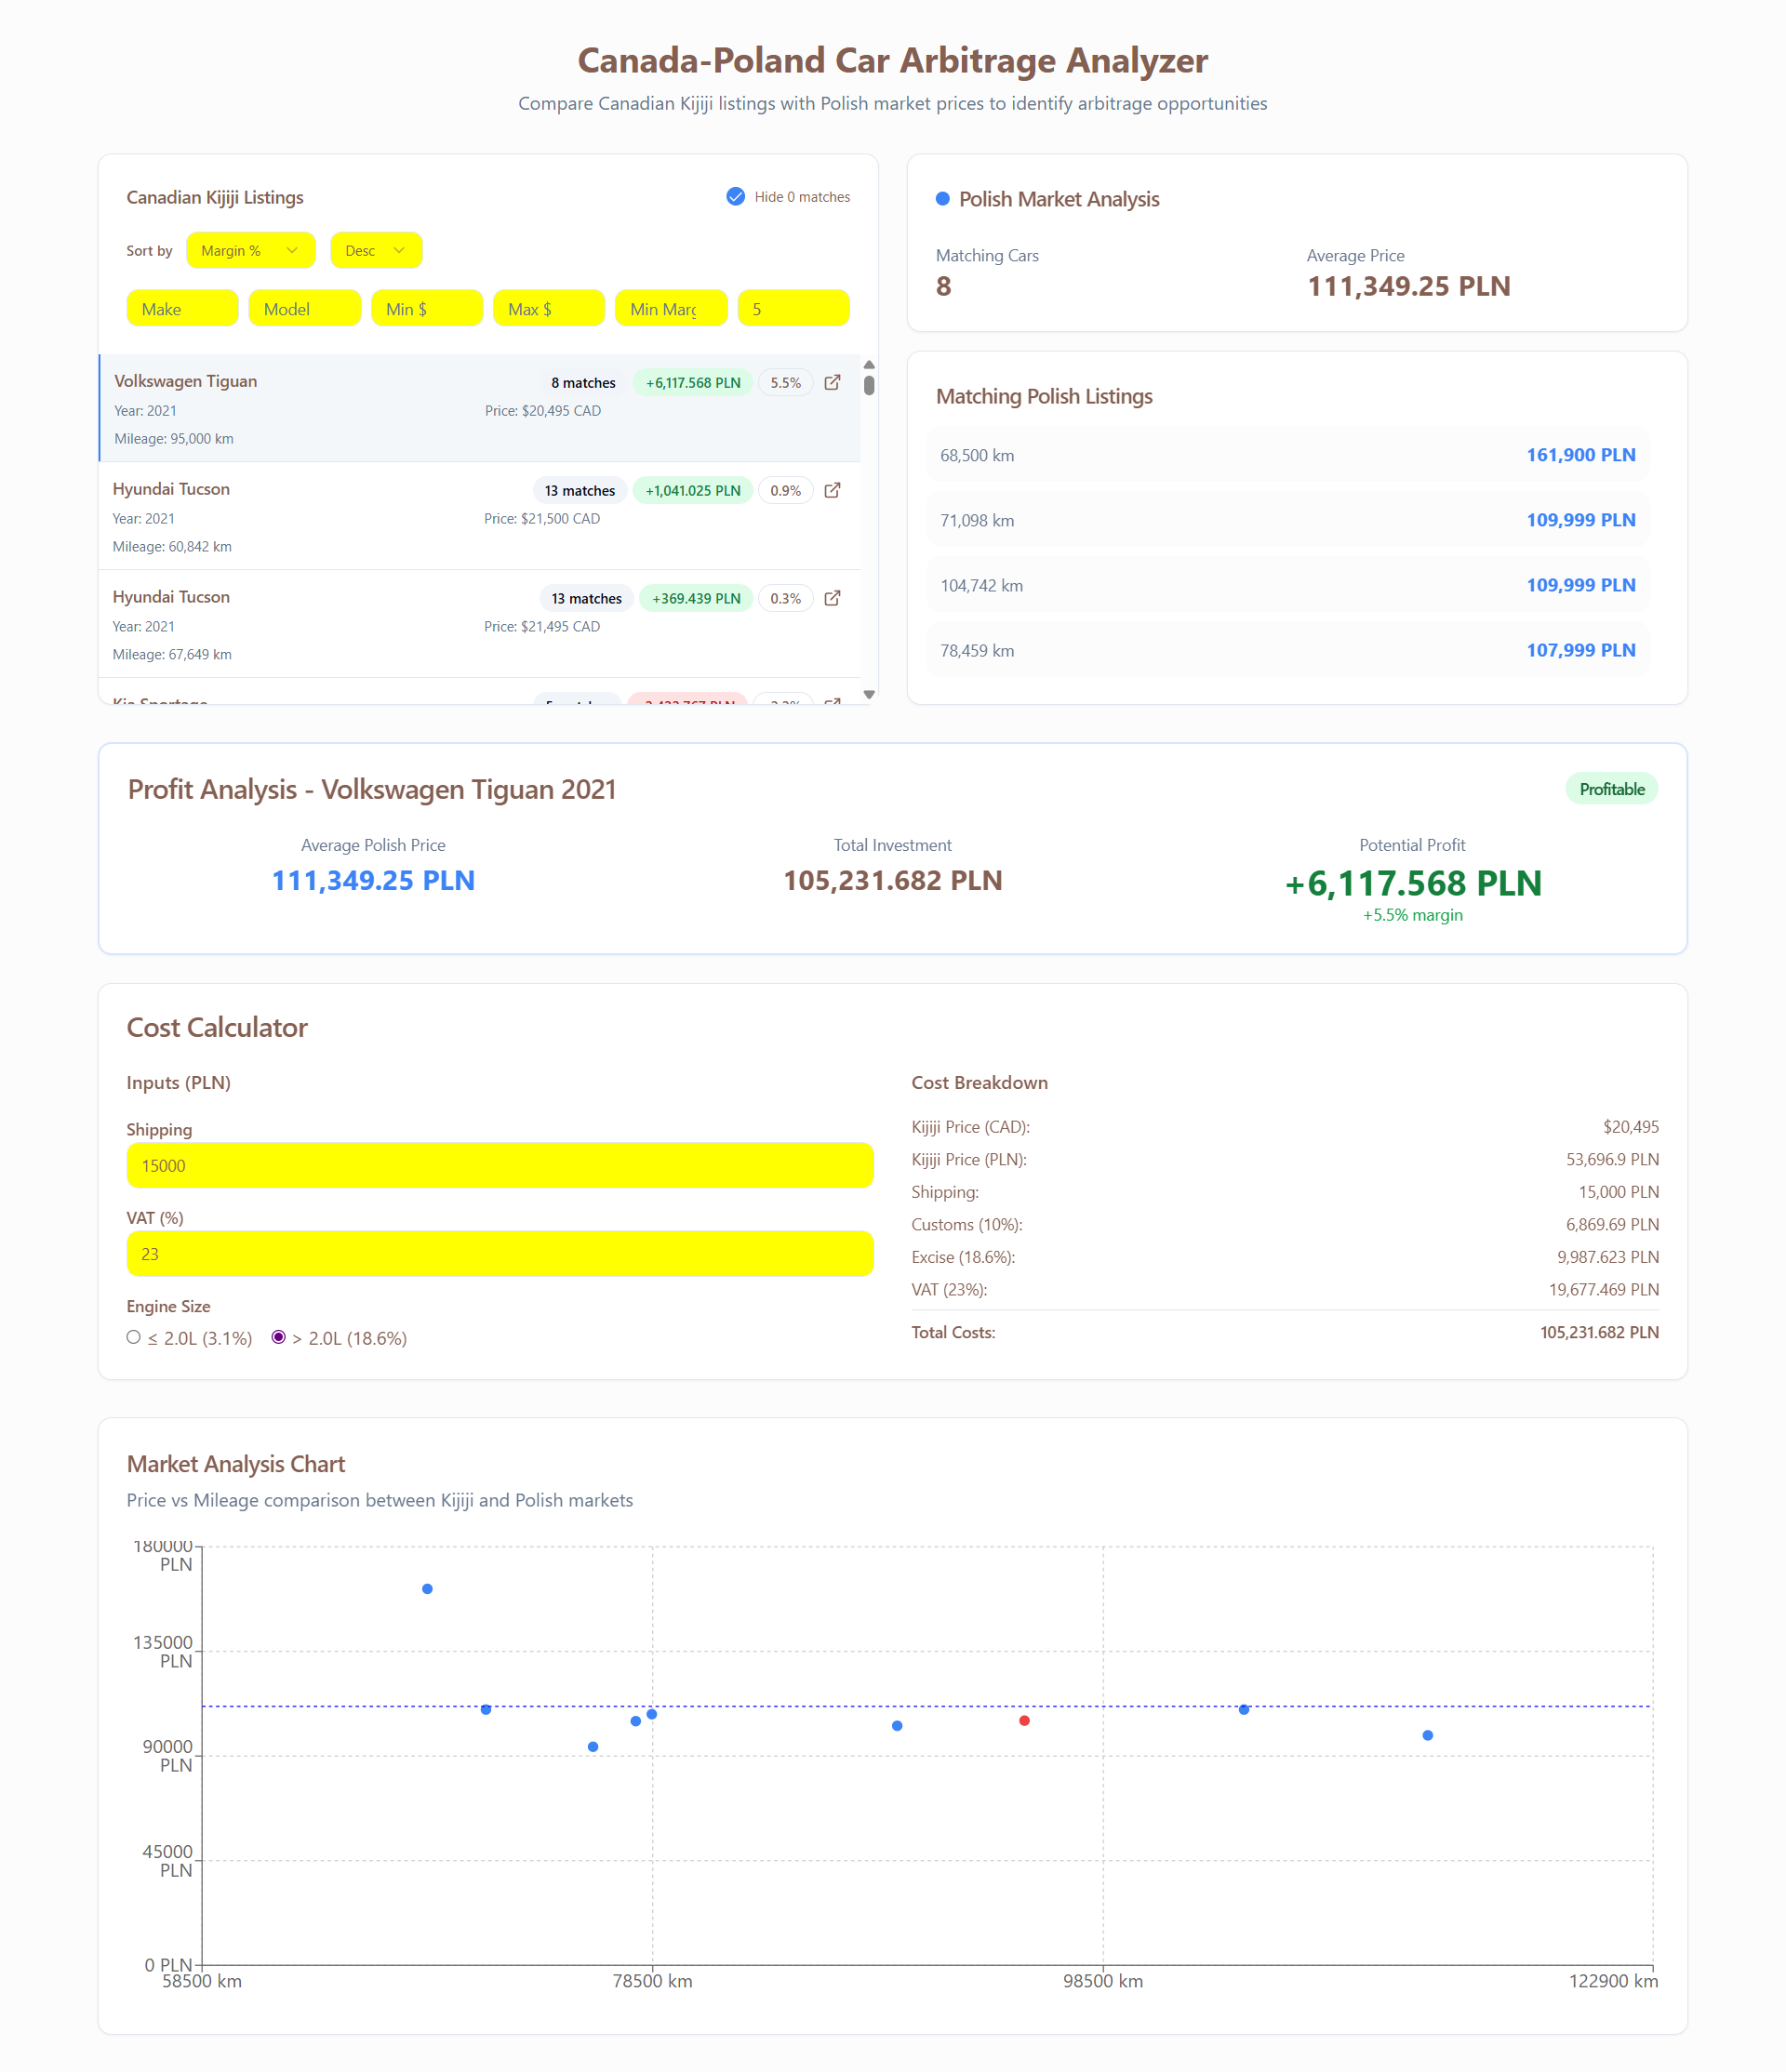 Canada-Poland Car Arbitrage Analyzer
Compare Canadian Kijiji listings with Polish market prices to identify arbitrage opportunities
Canadian Kijiji Listings
Hide 0 matches
Sort by
Margin %
Desc
Make
Model
Min $
Max $
Min Marg
5
Volkswagen Tiguan
8 matches
+6,117.568 PLN
5.5%
Year: 2021
Price: $20,495 CAD
Mileage: 95,000 km
Hyundai Tucson
13 matches
+1,041.025 PLN
0.9%
Year: 2021
Price: $21,500 CAD
Mileage: 60,842 km
Hyundai Tucson
13 matches
+369.439 PLN
0.3%
Year: 2021
Price: $21,495 CAD
Mileage: 67,649 km
Kia Sportage
Polish Market Analysis
Matching Cars
8
Average Price
111,349.25 PLN
Matching Polish Listings
68,500 km
161,900 PLN
71,098 km
109,999 PLN
104,742 km
109,999 PLN
78,459 km
107,999 PLN
Profit Analysis - Volkswagen Tiguan 2021
Profitable
Average Polish Price
111,349.25 PLN
Total Investment
105,231.682 PLN
Potential Profit
+6,117.568 PLN
+5.5% margin
Cost Calculator
Inputs (PLN)
Shipping
15000
VAT (%)
23
Engine Size
≤ 2.0L (3.1%)
> 2.0L (18.6%)
Cost Breakdown
Kijiji Price (CAD):
$20,495
Kijiji Price (PLN):
53,696.9 PLN
Shipping:
15,000 PLN
Customs (10%):
6,869.69 PLN
Excise (18.6%):
9,987.623 PLN
VAT (23%):
19,677.469 PLN
Total Costs:
105,231.682 PLN
Market Analysis Chart
Price vs Mileage comparison between Kijiji and Polish markets
180000
PLN
135000
PLN
90000
PLN
45000
PLN
0 PLN
58500 km
78500 km
98500 km
122900 km